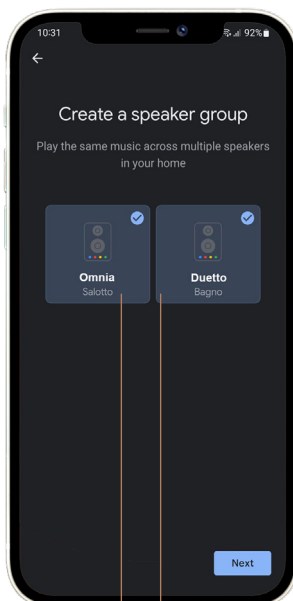 10:31
92%
Create a speaker group
Play the same music across multiple speakers
in your home
Omnia
Salotto
Duetto
Bagno
Next